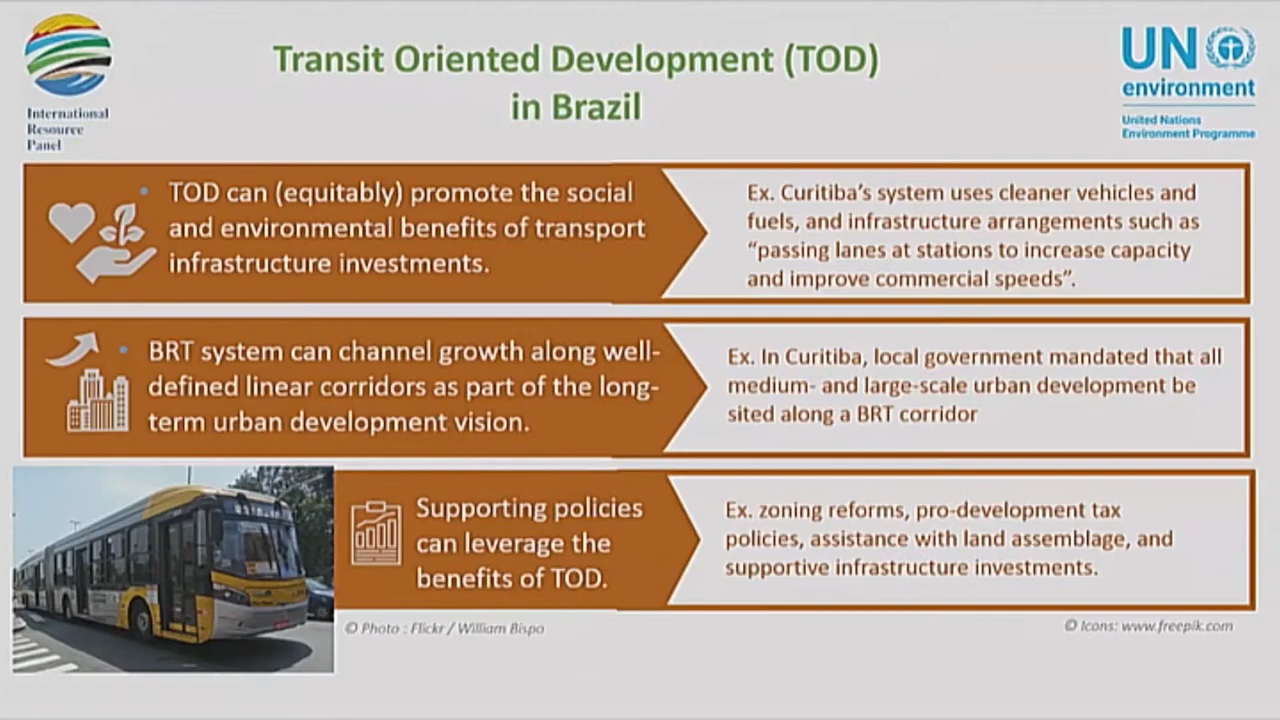 International
Resource
Panel
Transit Oriented Development (TOD)
in Brazil
UN
environment
United Nations
Environment Programme
• TOD can (equitably) promote the social
and environmental benefits of transport
infrastructure investments.
Ex. Curitiba's system uses cleaner vehicles and
fuels, and infrastructure arrangements such as
"passing lanes at stations to increase capacity
and improve commercial speeds".
• BRT system can channel growth along well-
defined linear corridors as part of the long-
term urban development vision.
Ex. In Curitiba, local government mandated that all
medium- and large-scale urban development be
sited along a BRT corridor
Supporting policies
can leverage the
benefits of TOD.
Ex. zoning reforms, pro-development tax
policies, assistance with land assemblage, and
supportive infrastructure investments.
© Photo : Flickr / William Bispo
© Icons: www.freepik.com